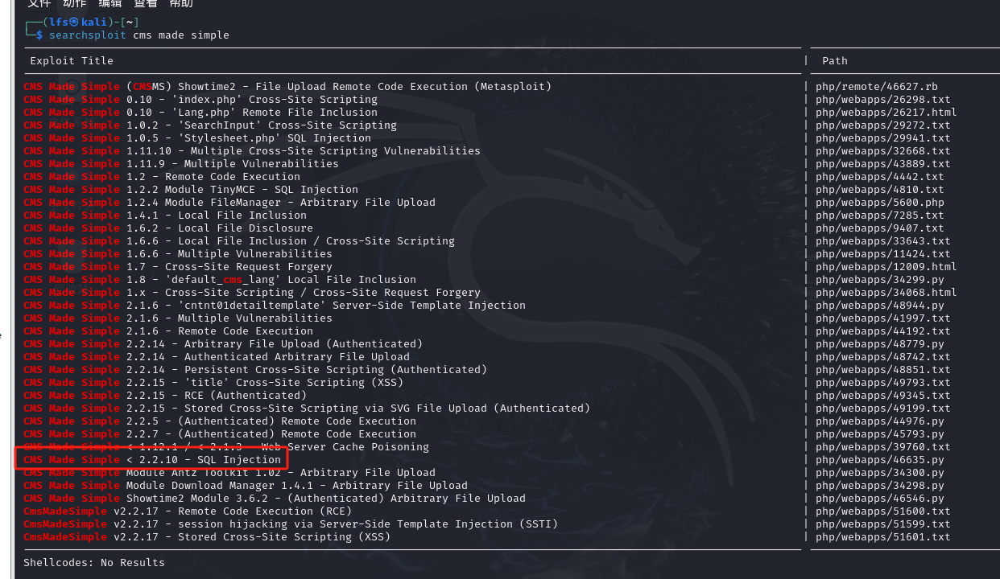 文件 动作 编辑 查看 帮助
┌──(lfs㉿kali)-[~]
└─$ searchsploit cms made simple
Exploit Title | Path
CMS Made Simple (CMSMS) Showtime2 - File Upload Remote Code Execution (Metasploit) | php/remote/46627.rb
CMS Made Simple 0.10 - 'index.php' Cross-Site Scripting | php/webapps/26298.txt
CMS Made Simple 0.10 - 'Lang.php' Remote File Inclusion | php/webapps/26217.html
CMS Made Simple 1.0.2 - 'SearchInput' Cross-Site Scripting | php/webapps/29272.txt
CMS Made Simple 1.0.5 - 'Stylesheet.php' SQL Injection | php/webapps/29941.txt
CMS Made Simple 1.11.10 - Multiple Cross-Site Scripting Vulnerabilities | php/webapps/32668.txt
CMS Made Simple 1.11.9 - Multiple Vulnerabilities | php/webapps/43889.txt
CMS Made Simple 1.2 - Remote Code Execution | php/webapps/4442.txt
CMS Made Simple 1.2.2 Module TinyMCE - SQL Injection | php/webapps/4810.txt
CMS Made Simple 1.2.4 Module FileManager - Arbitrary File Upload | php/webapps/5600.php
CMS Made Simple 1.4.1 - Local File Inclusion | php/webapps/7285.txt
CMS Made Simple 1.6.2 - Local File Disclosure | php/webapps/9407.txt
CMS Made Simple 1.6.6 - Local File Inclusion / Cross-Site Scripting | php/webapps/33643.txt
CMS Made Simple 1.6.6 - Multiple Vulnerabilities | php/webapps/11424.txt
CMS Made Simple 1.7 - Cross-Site Request Forgery | php/webapps/12009.html
CMS Made Simple 1.8 - 'default_cms_lang' Local File Inclusion | php/webapps/34299.py
CMS Made Simple 1.x - Cross-Site Scripting / Cross-Site Request Forgery | php/webapps/34068.html
CMS Made Simple 2.1.6 - 'cntnt01detailtemplate' Server-Side Template Injection | php/webapps/48944.py
CMS Made Simple 2.1.6 - Multiple Vulnerabilities | php/webapps/41997.txt
CMS Made Simple 2.1.6 - Remote Code Execution | php/webapps/44192.txt
CMS Made Simple 2.2.14 - Arbitrary File Upload (Authenticated) | php/webapps/48779.py
CMS Made Simple 2.2.14 - Authenticated Arbitrary File Upload | php/webapps/48742.txt
CMS Made Simple 2.2.14 - Persistent Cross-Site Scripting (Authenticated) | php/webapps/48851.txt
CMS Made Simple 2.2.15 - 'title' Cross-Site Scripting (XSS) | php/webapps/49793.txt
CMS Made Simple 2.2.15 - RCE (Authenticated) | php/webapps/49345.txt
CMS Made Simple 2.2.15 - Stored Cross-Site Scripting via SVG File Upload (Authenticated) | php/webapps/49199.txt
CMS Made Simple 2.2.5 - (Authenticated) Remote Code Execution | php/webapps/44976.py
CMS Made Simple 2.2.7 - (Authenticated) Remote Code Execution | php/webapps/45793.py
CMS Made Simple < 1.12.1 / < 2.1.3 - Web Server Cache Poisoning | php/webapps/39760.txt
CMS Made Simple < 2.2.10 - SQL Injection | php/webapps/46635.py
CMS Made Simple Module Antz Toolkit 1.02 - Arbitrary File Upload | php/webapps/34300.py
CMS Made Simple Module Download Manager 1.4.1 - Arbitrary File Upload | php/webapps/34298.py
CMS Made Simple Showtime2 Module 3.6.2 - (Authenticated) Arbitrary File Upload | php/webapps/46546.py
CmsMadeSimple v2.2.17 - Remote Code Execution (RCE) | php/webapps/51600.txt
CmsMadeSimple v2.2.17 - session hijacking via Server-Side Template Injection (SSTI) | php/webapps/51599.txt
CmsMadeSimple v2.2.17 - Stored Cross-Site Scripting (XSS) | php/webapps/51601.txt
Shellcodes: No Results